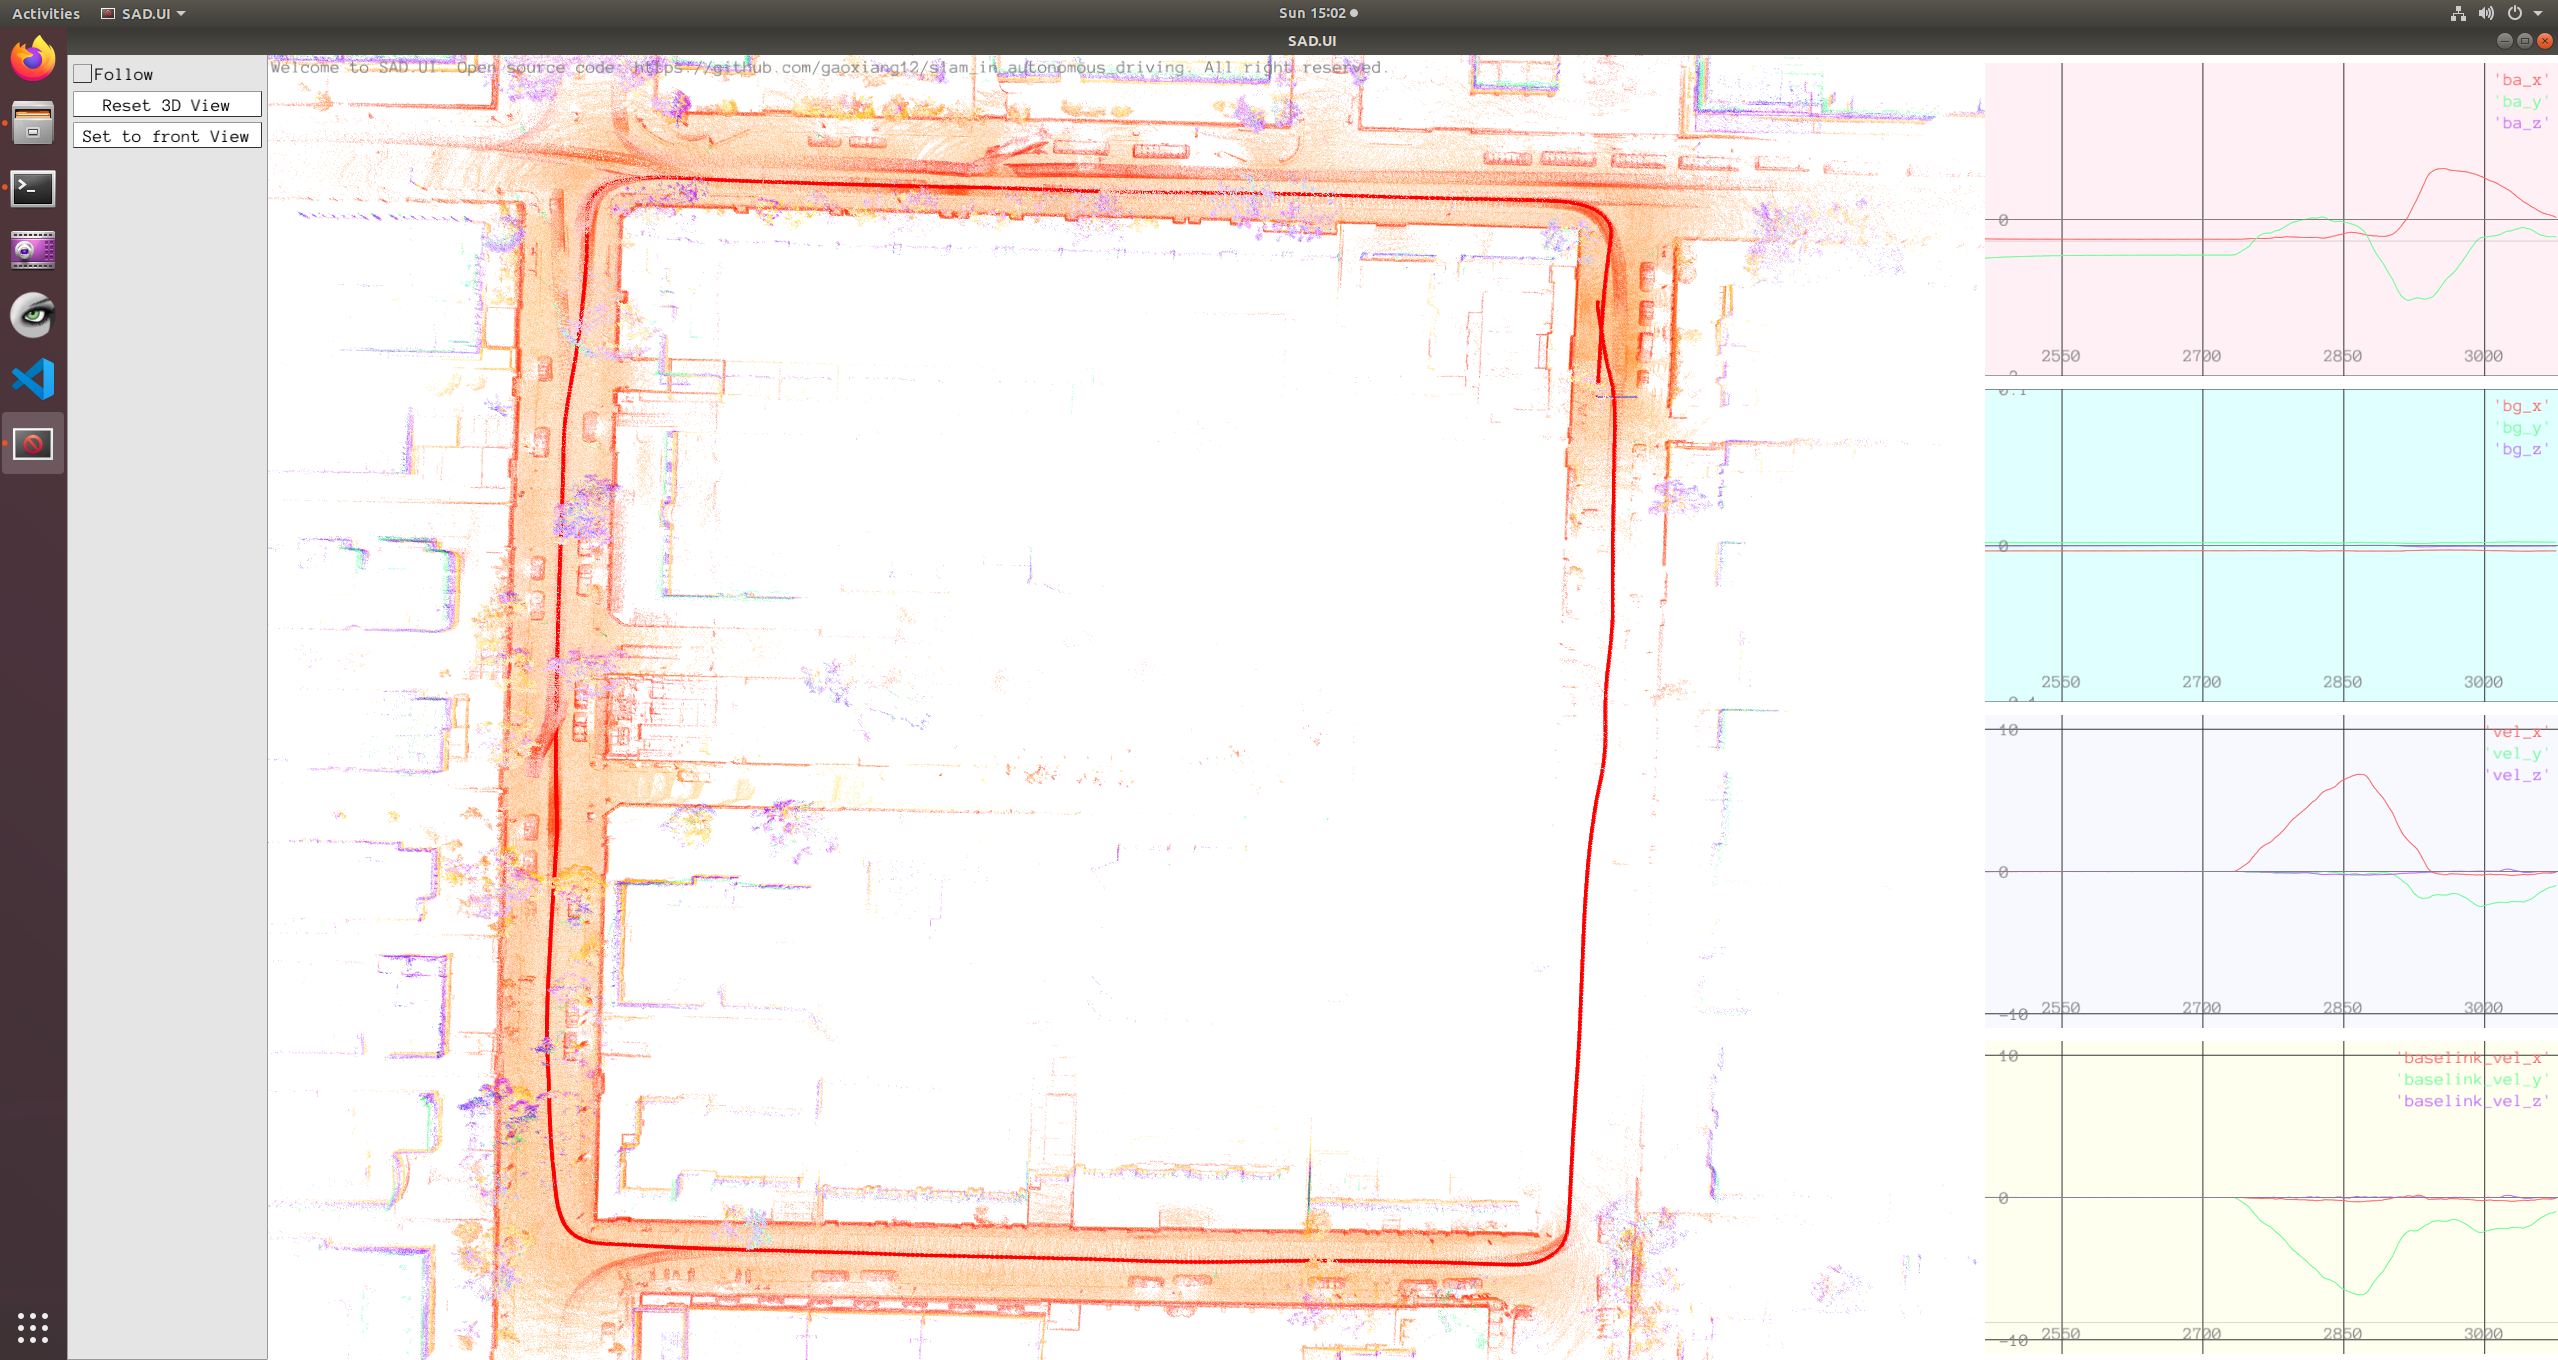 Activities SAD.UI Sun 15:02
SAD.UI
Follow
Reset 3D View
Set to front View
Welcome to SAD.UI. Open source code: https://github.com/gaoxiang12/slam_in_autonomous_driving. All right reserved.
'ba_x'
'ba_y'
'ba_z'
0
2550 2700 2850 3000
0.1
'bg_x'
'bg_y'
'bg_z'
0
2550 2700 2850 3000
10
'vel_x'
'vel_y'
'vel_z'
0
2550 2700 2850 3000
-10
10
'baselink_vel_x'
'baselink_vel_y'
'baselink_vel_z'
0
2550 2700 2850 3000
-10